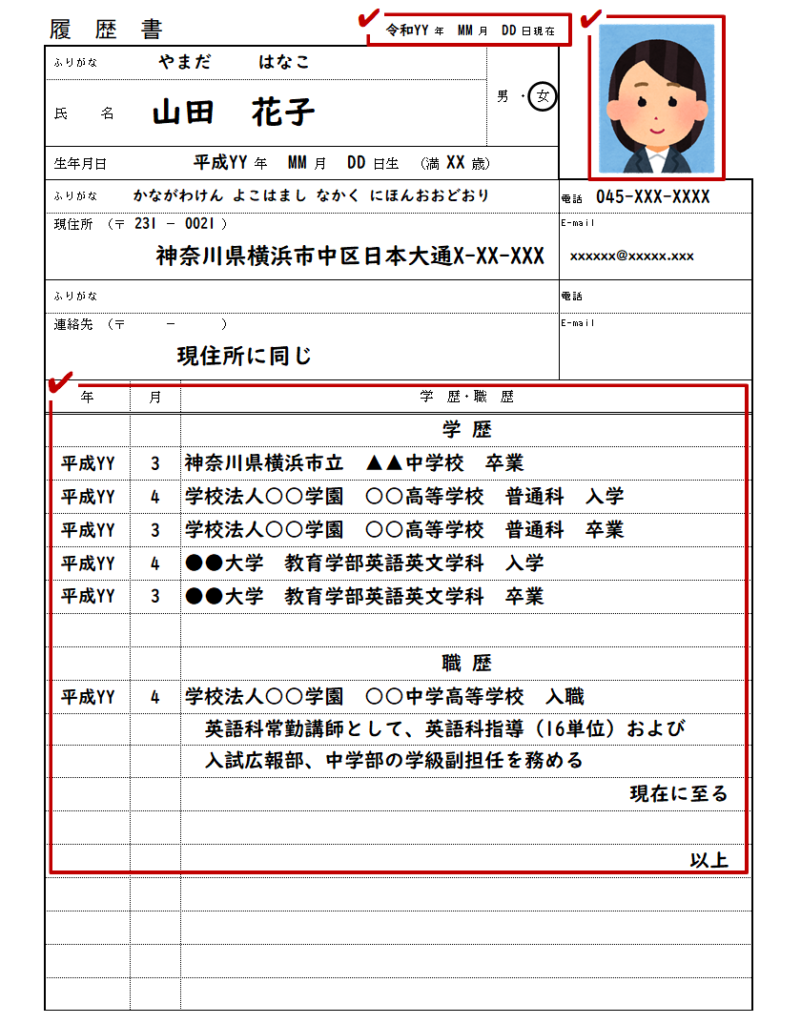 履 歴 書
令和YY 年 MM 月 DD 日現在
ふりがな やまだ はなこ
氏 名 山田 花子
男 ・ 女
生年月日 平成YY 年 MM 月 DD 日生 (満 XX 歳)
ふりがな かながわけん よこはまし なかく にほんおおどおり
電話 045-XXX-XXXX
現住所 (〒 231 － 0021 )
E-mail
神奈川県横浜市中区日本大通X-XX-XXX
xxxxxx@xxxxx.xxx
ふりがな
電話
連絡先 (〒 － )
E-mail
現住所に同じ
年 月 学 歴・職 歴
学 歴
平成YY 3 神奈川県横浜市立 ▲▲中学校 卒業
平成YY 4 学校法人〇〇学園 〇〇高等学校 普通科 入学
平成YY 3 学校法人〇〇学園 〇〇高等学校 普通科 卒業
平成YY 4 ●●大学 教育学部英語英文学科 入学
平成YY 3 ●●大学 教育学部英語英文学科 卒業
職 歴
平成YY 4 学校法人〇〇学園 〇〇中学高等学校 入職
英語科常勤講師として、英語科指導（16単位）および
入試広報部、中学部の学級副担任を務める
現在に至る
以上